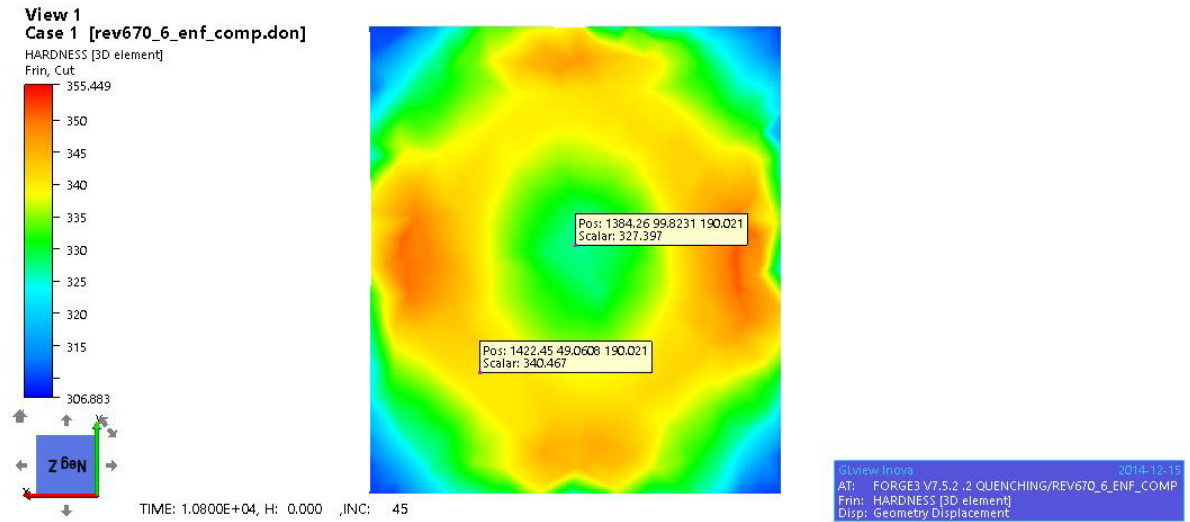 View 1
Case 1 [rev670_6_enf_comp.don]
HARDNESS [3D element]
Frin, Cut
355.449
350
345
340
335
330
325
320
315
306.883
Pos: 1384.26 99.8231 190.021
Scalar: 327.397
Pos: 1422.45 49.0608 190.021
Scalar: 340.467
Y
Neg Z
X
TIME: 1.0800E+04, H: 0.000 ,INC: 45
GLview Inova 2014-12-15
AT: FORGE3 V7.5.2 .2 QUENCHING/REV670_6_ENF_COMP
Frin: HARDNESS [3D element]
Disp: Geometry Displacement